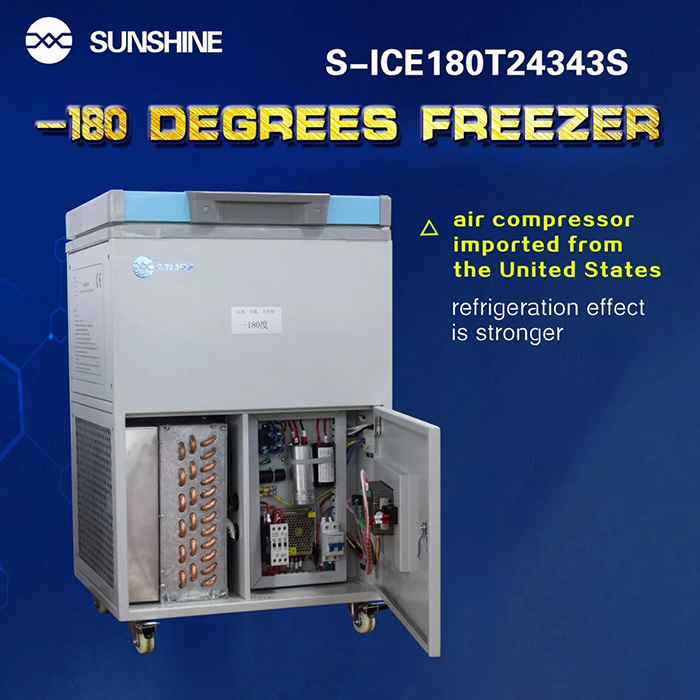 SUNSHINE
S-ICE180T24343S
-180 DEGREES FREEZER
△ air compressor
imported from
the United States
refrigeration effect
is stronger
SUNSHINE
-180度